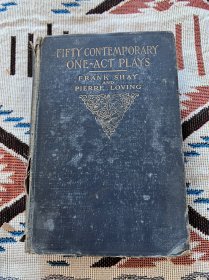 FIFTY CONTEMPORARY
ONE-ACT PLAYS
FRANK SHAY
AND
PIERRE LOVING